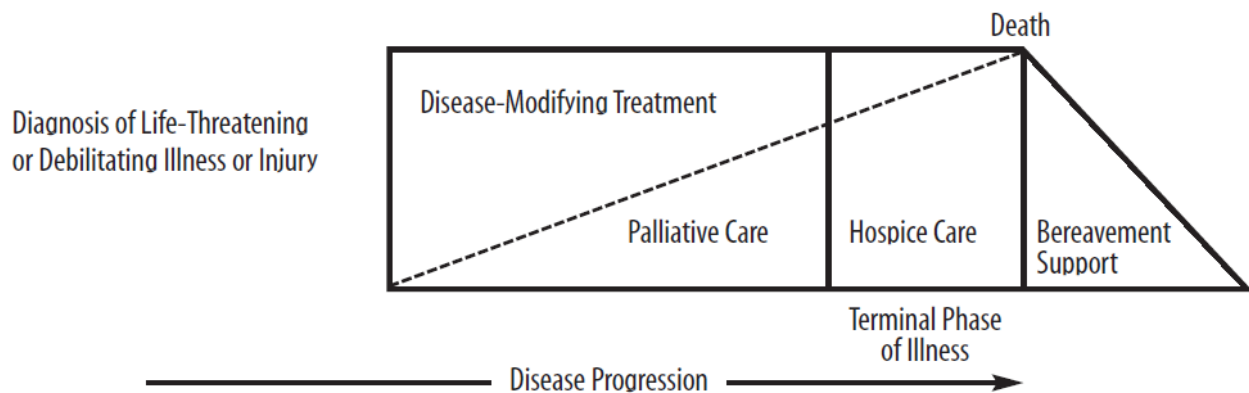 Death
Disease-Modifying Treatment
Diagnosis of Life-Threatening
or Debilitating Illness or Injury
Palliative Care
Hospice Care
Bereavement
Support
Terminal Phase
of Illness
Disease Progression